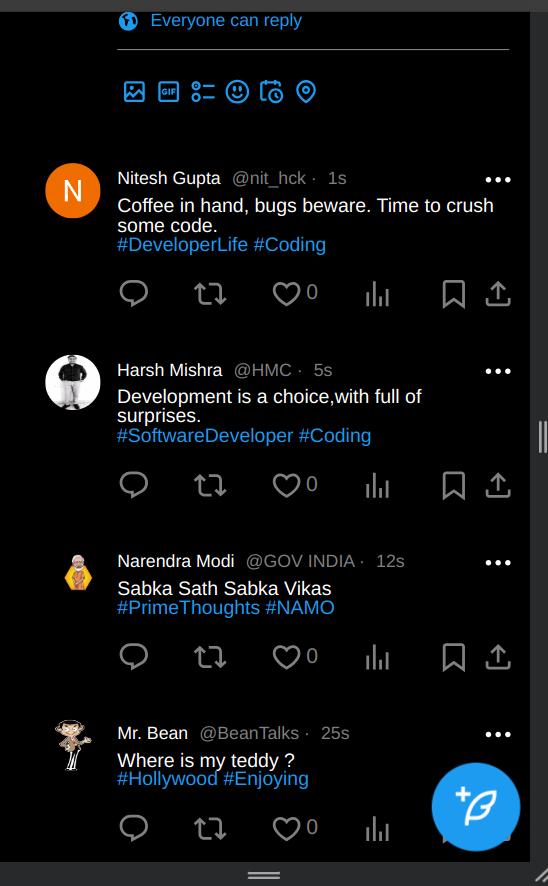 Everyone can reply
GIF
N
Nitesh Gupta @nit_hck · 1s
Coffee in hand, bugs beware. Time to crush
some code.
#DeveloperLife #Coding
0
Harsh Mishra @HMC · 5s
Development is a choice,with full of
surprises.
#SoftwareDeveloper #Coding
0
Narendra Modi @GOV INDIA · 12s
Sabka Sath Sabka Vikas
#PrimeThoughts #NAMO
0
Mr. Bean @BeanTalks · 25s
Where is my teddy ?
#Hollywood #Enjoying
0